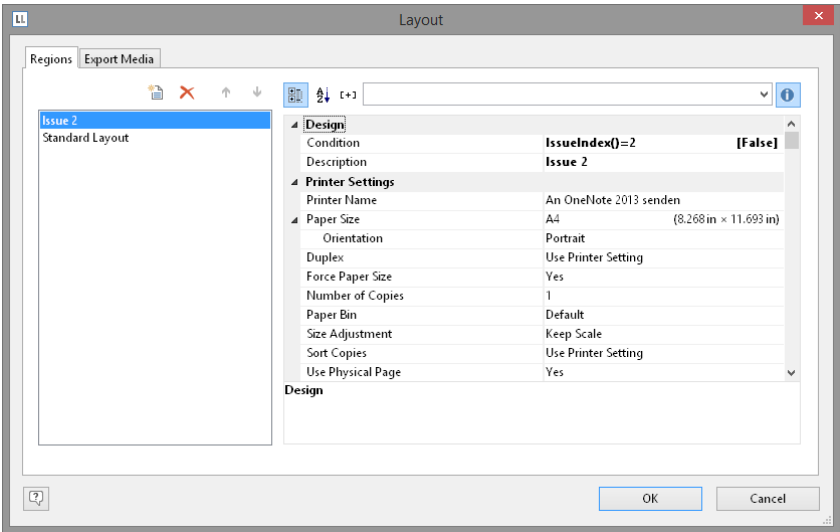 LL
Layout
Regions
Export Media
A
Z
[+]
Issue 2
Standard Layout
Design
Condition IssueIndex()=2 [False]
Description Issue 2
Printer Settings
Printer Name An OneNote 2013 senden
Paper Size A4 (8.268 in × 11.693 in)
Orientation Portrait
Duplex Use Printer Setting
Force Paper Size Yes
Number of Copies 1
Paper Bin Default
Size Adjustment Keep Scale
Sort Copies Use Printer Setting
Use Physical Page Yes
Design
OK
Cancel